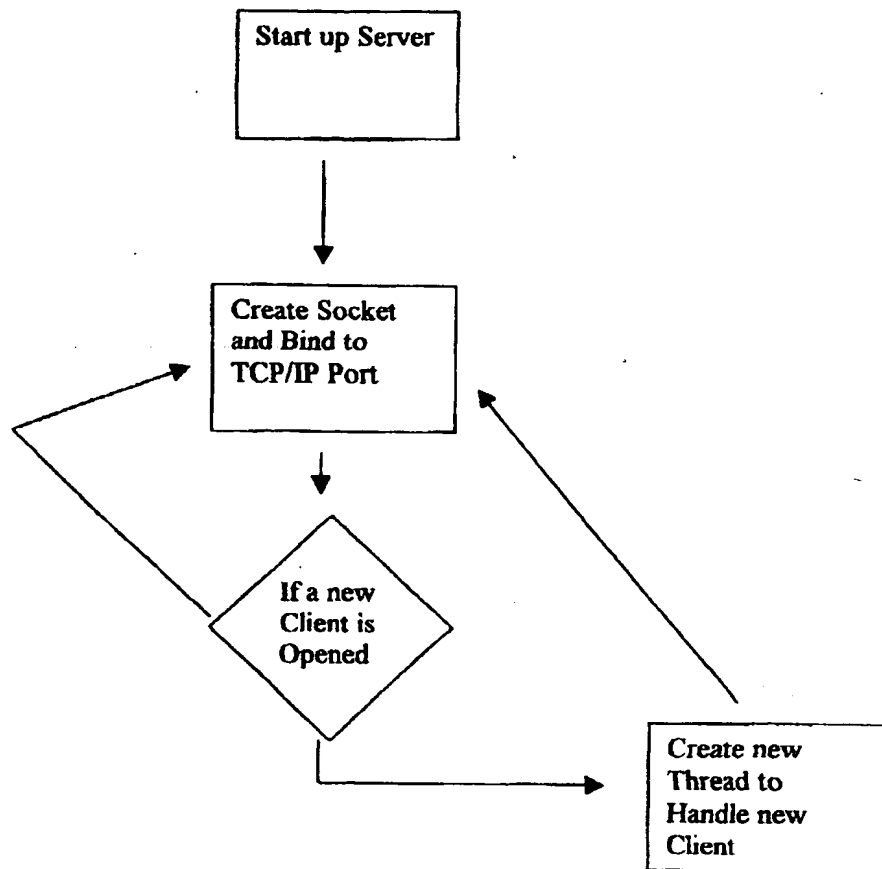 Start up Server
Create Socket
and Bind to
TCP/IP Port
If a new
Client is
Opened
Create new
Thread to
Handle new
Client